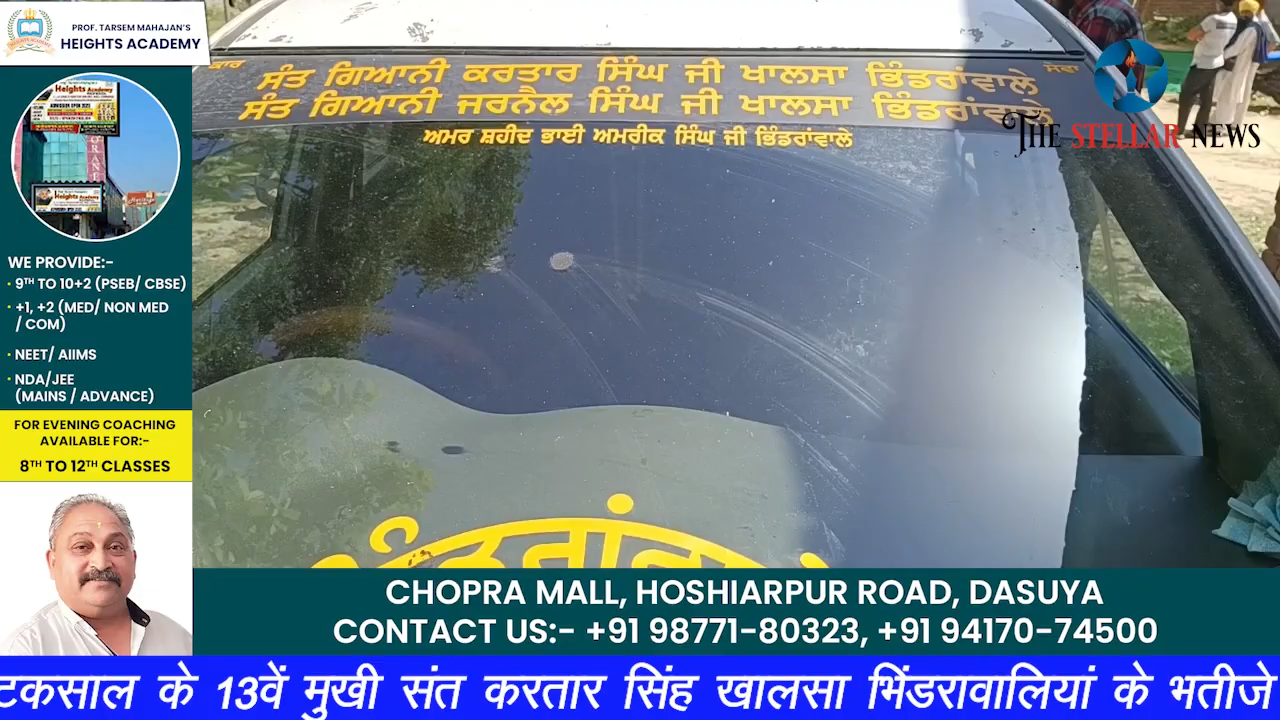 PROF. TARSEM MAHAJAN'S
HEIGHTS ACADEMY
WE PROVIDE:-
· 9TH TO 10+2 (PSEB/ CBSE)
· +1, +2 (MED/ NON MED
/ COM)
· NEET/ AIIMS
· NDA/JEE
(MAINS / ADVANCE)
FOR EVENING COACHING
AVAILABLE FOR:-
8TH TO 12TH CLASSES
ਸੰਤ ਗਿਆਨੀ ਕਰਤਾਰ ਸਿੰਘ ਜੀ ਖਾਲਸਾ ਭਿੰਡਰਾਂਵਾਲੇ
ਸੇਵਾ
ਸੰਤ ਗਿਆਨੀ ਜਰਨੈਲ ਸਿੰਘ ਜੀ ਖਾਲਸਾ ਭਿੰਡਰਾਂਵਾਲੇ
ਅਮਰ ਸ਼ਹੀਦ ਭਾਈ ਅਮਰੀਕ ਸਿੰਘ ਜੀ ਭਿੰਡਰਾਂਵਾਲੇ
THE STELLAR NEWS
CHOPRA MALL, HOSHIARPUR ROAD, DASUYA
CONTACT US:- +91 98771-80323, +91 94170-74500
टकसाल के 13वें मुखी संत करतार सिंह खालसा भिंडरावालियां के भतीजे